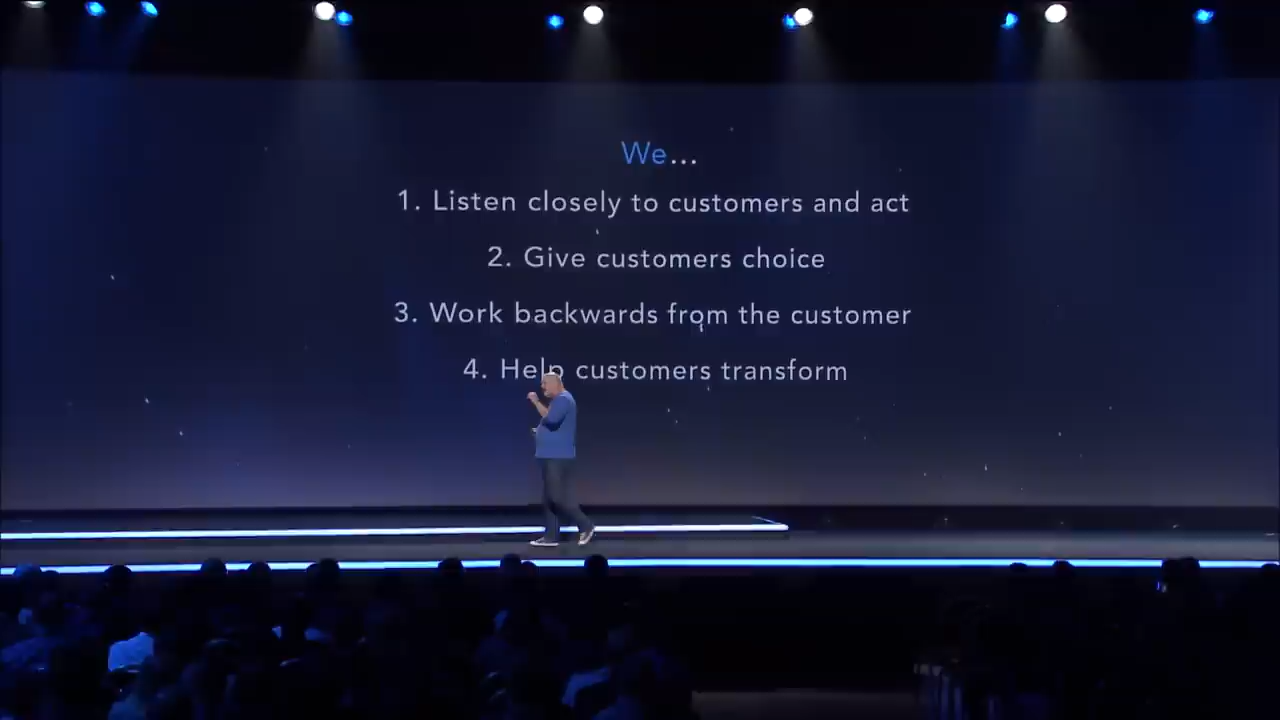 We...
1. Listen closely to customers and act
2. Give customers choice
3. Work backwards from the customer
4. Help customers transform